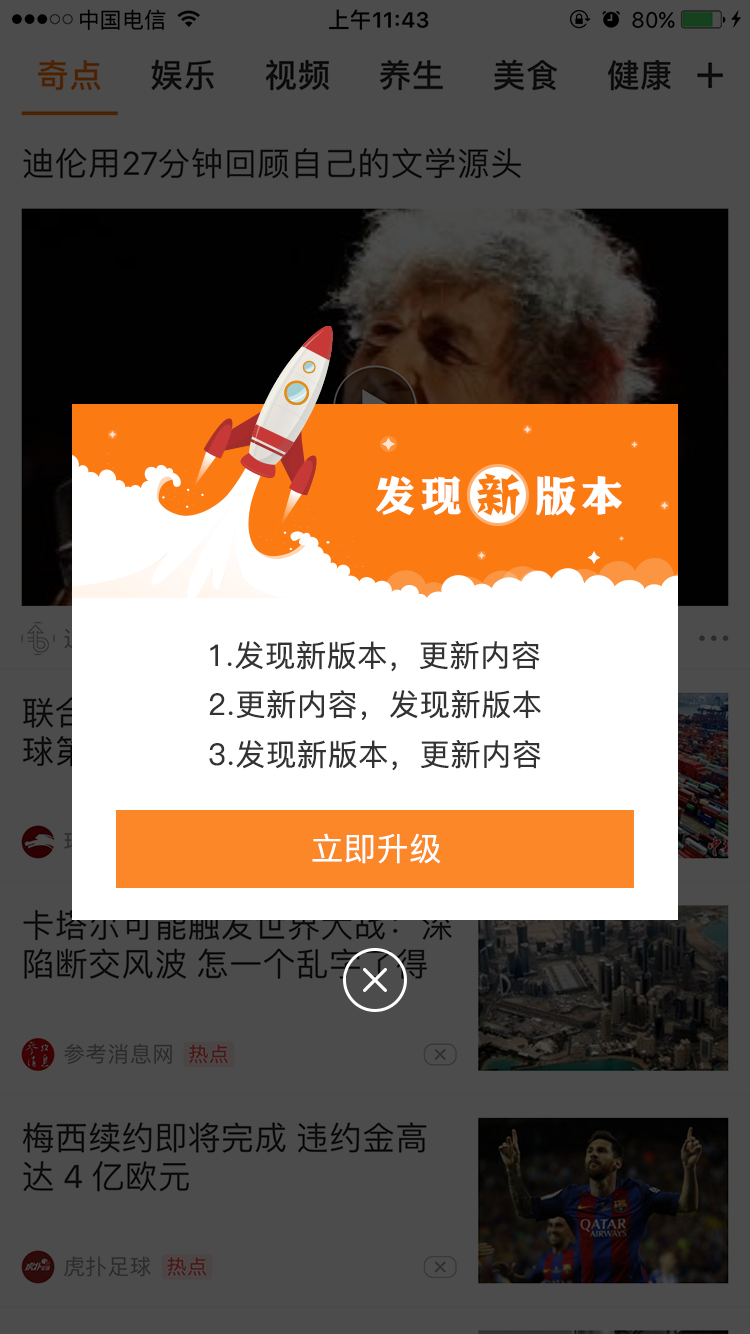 中国电信
上午11:43
80%
奇点 娱乐 视频 养生 美食 健康
迪伦用27分钟回顾自己的文学源头
发现新版本
1.发现新版本，更新内容
2.更新内容，发现新版本
3.发现新版本，更新内容
立即升级
联合
球第
卡塔尔可能触发世界大战：深
陷断交风波 怎一个乱字了得
参考消息网 热点
梅西续约即将完成 违约金高
达 4 亿欧元
QATAR
AIRWAYS
虎扑足球 热点